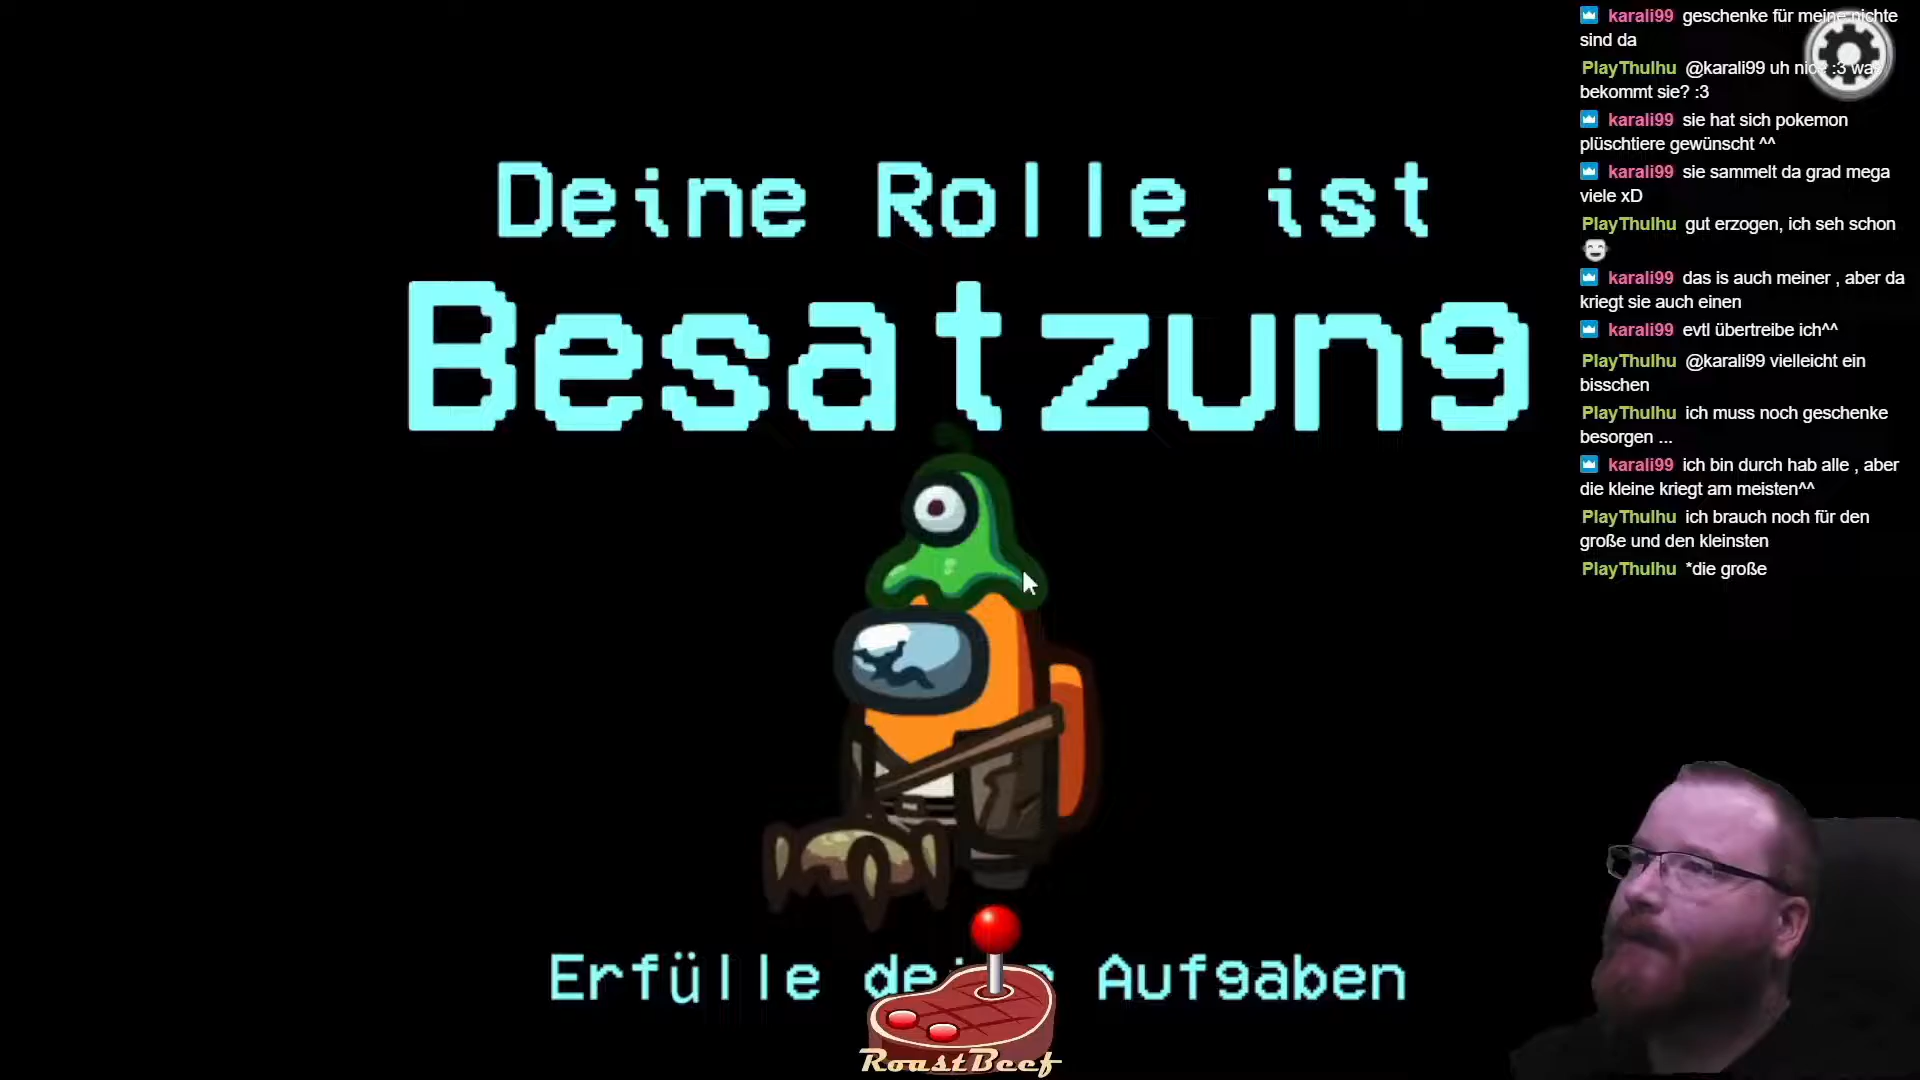 Deine Rolle ist
Besatzung
Erfülle Aufgaben
RoastBeef
karali99 geschenke für meine nichte
sind da
PlayThulhu @karali99 uh nice :3 was
bekommt sie? :3
karali99 sie hat sich pokemon
plüschtiere gewünscht ^^
karali99 sie sammelt da grad mega
viele xD
PlayThulhu gut erzogen, ich seh schon
karali99 das is auch meiner , aber da
kriegt sie auch einen
karali99 evtl übertreibe ich^^
PlayThulhu @karali99 vielleicht ein
bisschen
PlayThulhu ich muss noch geschenke
besorgen ...
karali99 ich bin durch hab alle , aber
die kleine kriegt am meisten^^
PlayThulhu ich brauch noch für den
große und den kleinsten
PlayThulhu *die große